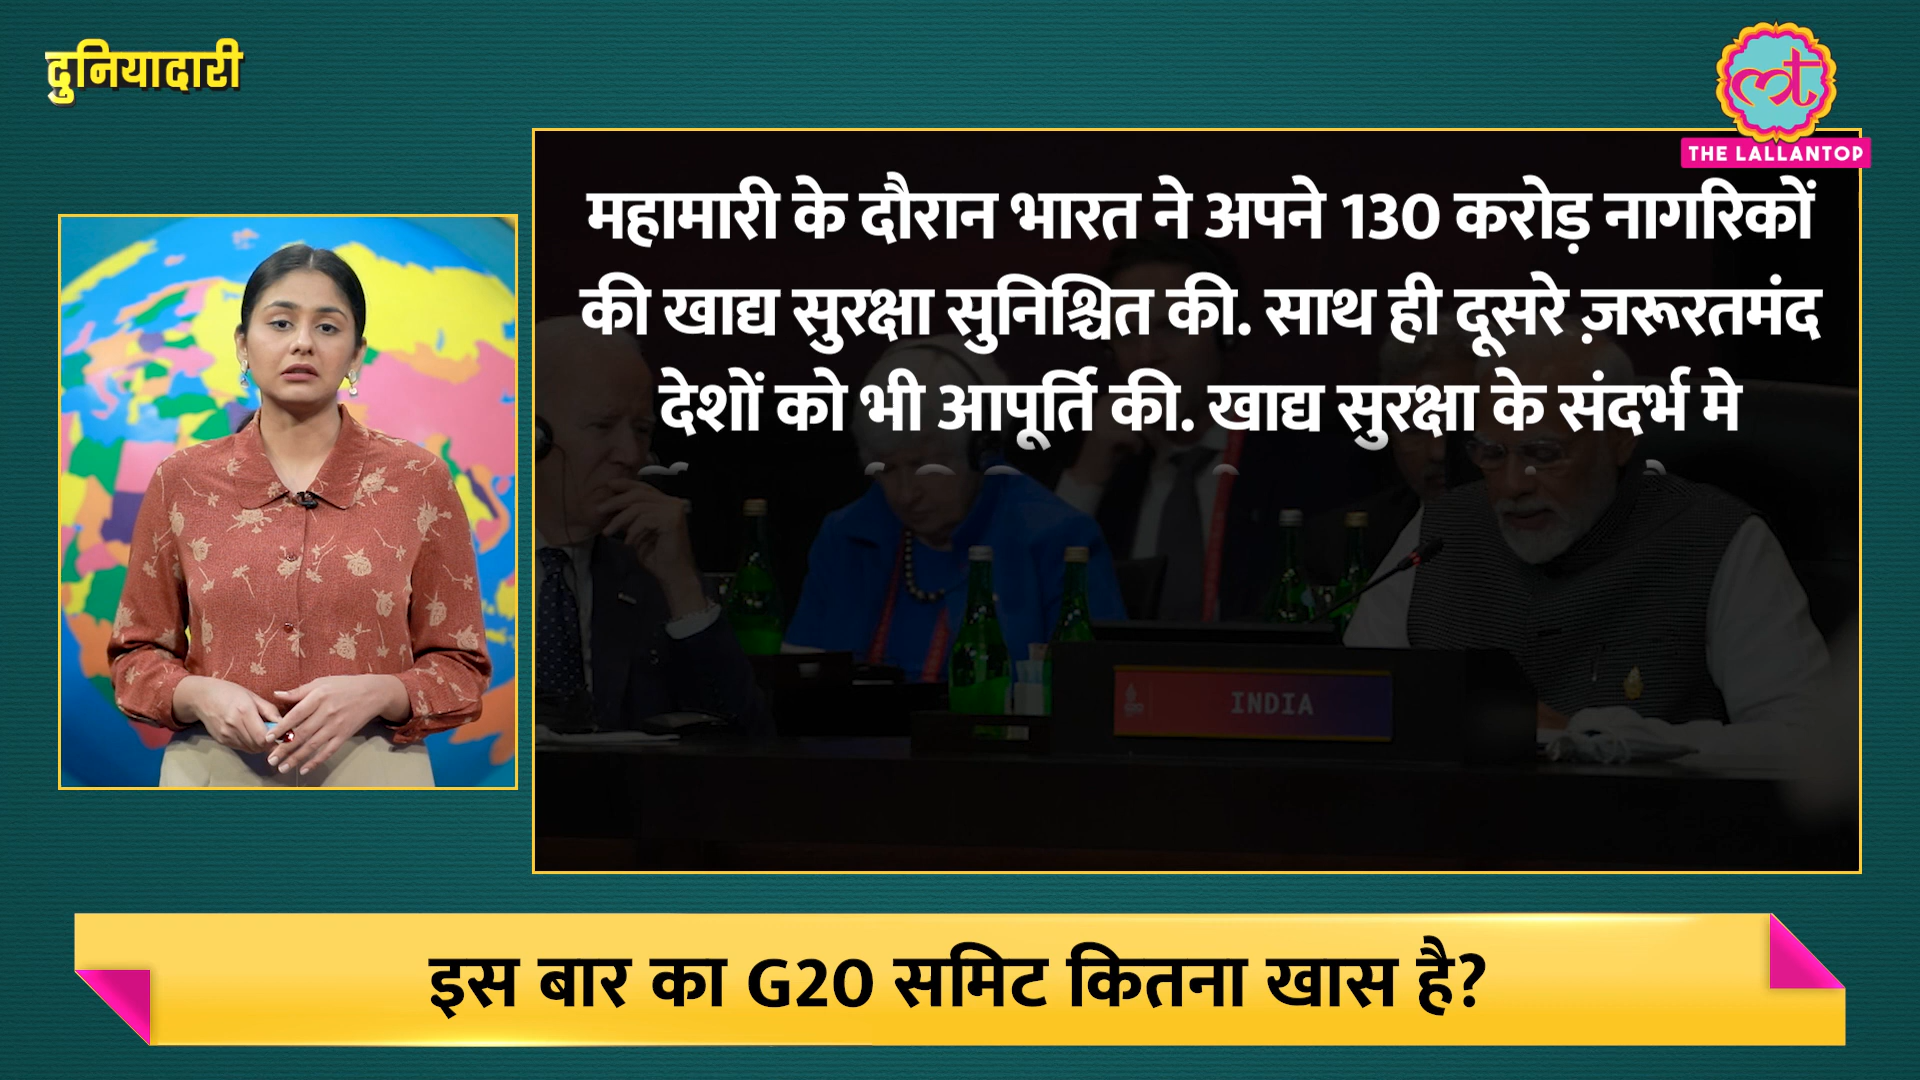 दुनियादारी
THE LALLANTOP
महामारी के दौरान भारत ने अपने 130 करोड़ नागरिकों
की खाद्य सुरक्षा सुनिश्चित की. साथ ही दूसरे ज़रूरतमंद
देशों को भी आपूर्ति की. खाद्य सुरक्षा के संदर्भ मे
INDIA
इस बार का G20 समिट कितना खास है?